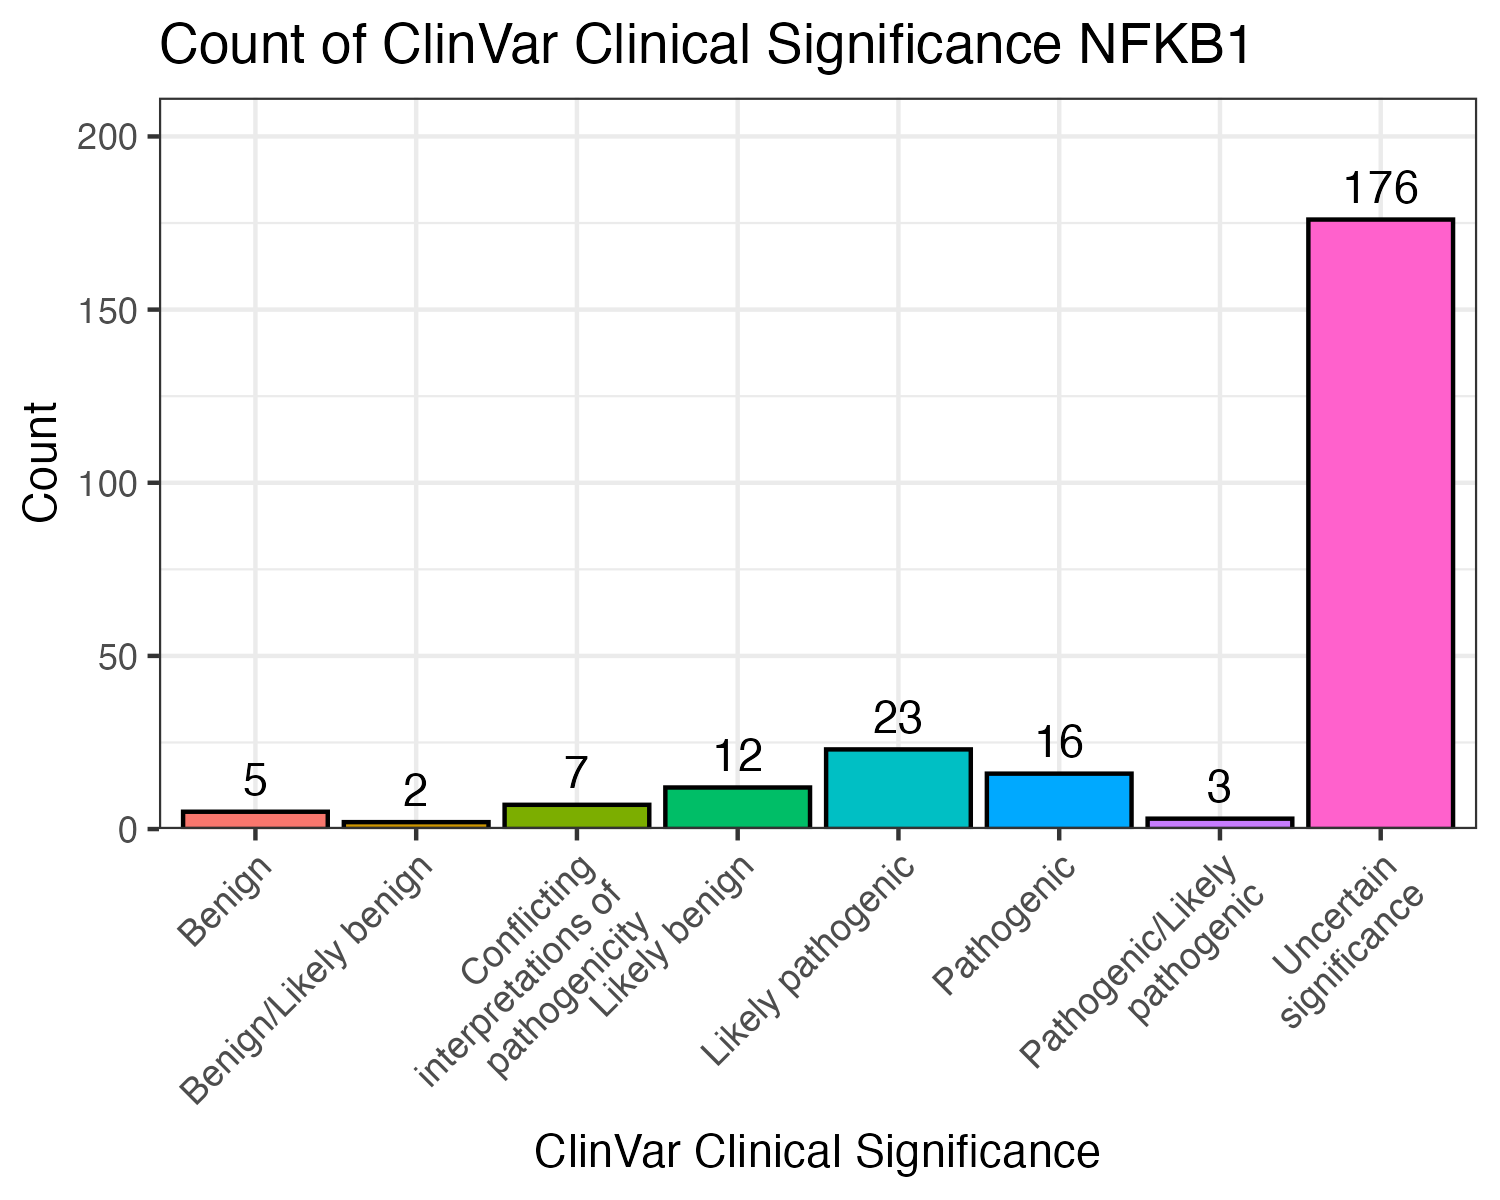 Count of ClinVar Clinical Significance NFKB1
Count
200
150
100
50
0
5
2
7
12
23
16
3
176
Benign
Benign/Likely benign
Conflicting
interpretations of
pathogenicity
Likely benign
Likely pathogenic
Pathogenic
Pathogenic/Likely
pathogenic
Uncertain
significance
ClinVar Clinical Significance